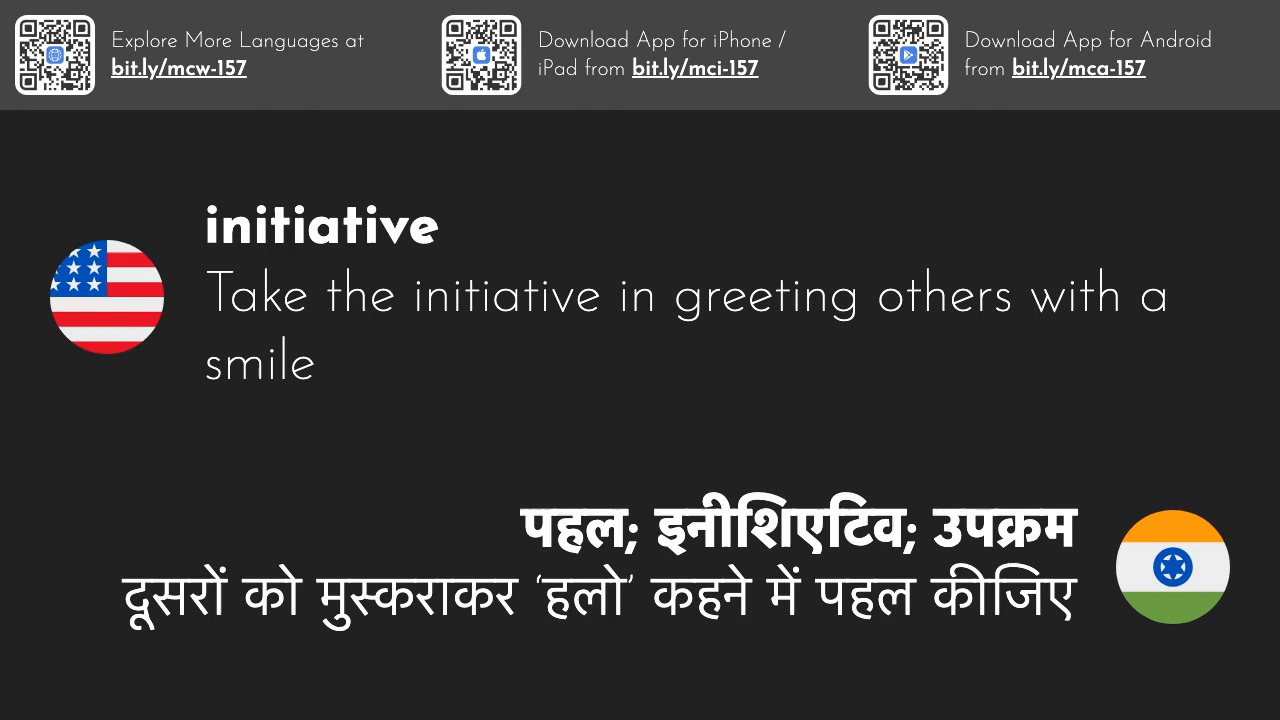 Explore More Languages at
bit.ly/mcw-157
Download App for iPhone /
iPad from bit.ly/mci-157
Download App for Android
from bit.ly/mca-157
initiative
Take the initiative in greeting others with a
smile
पहल; इनीशिएटिव; उपक्रम
दूसरों को मुस्कराकर ‘हलो’ कहने में पहल कीजिए